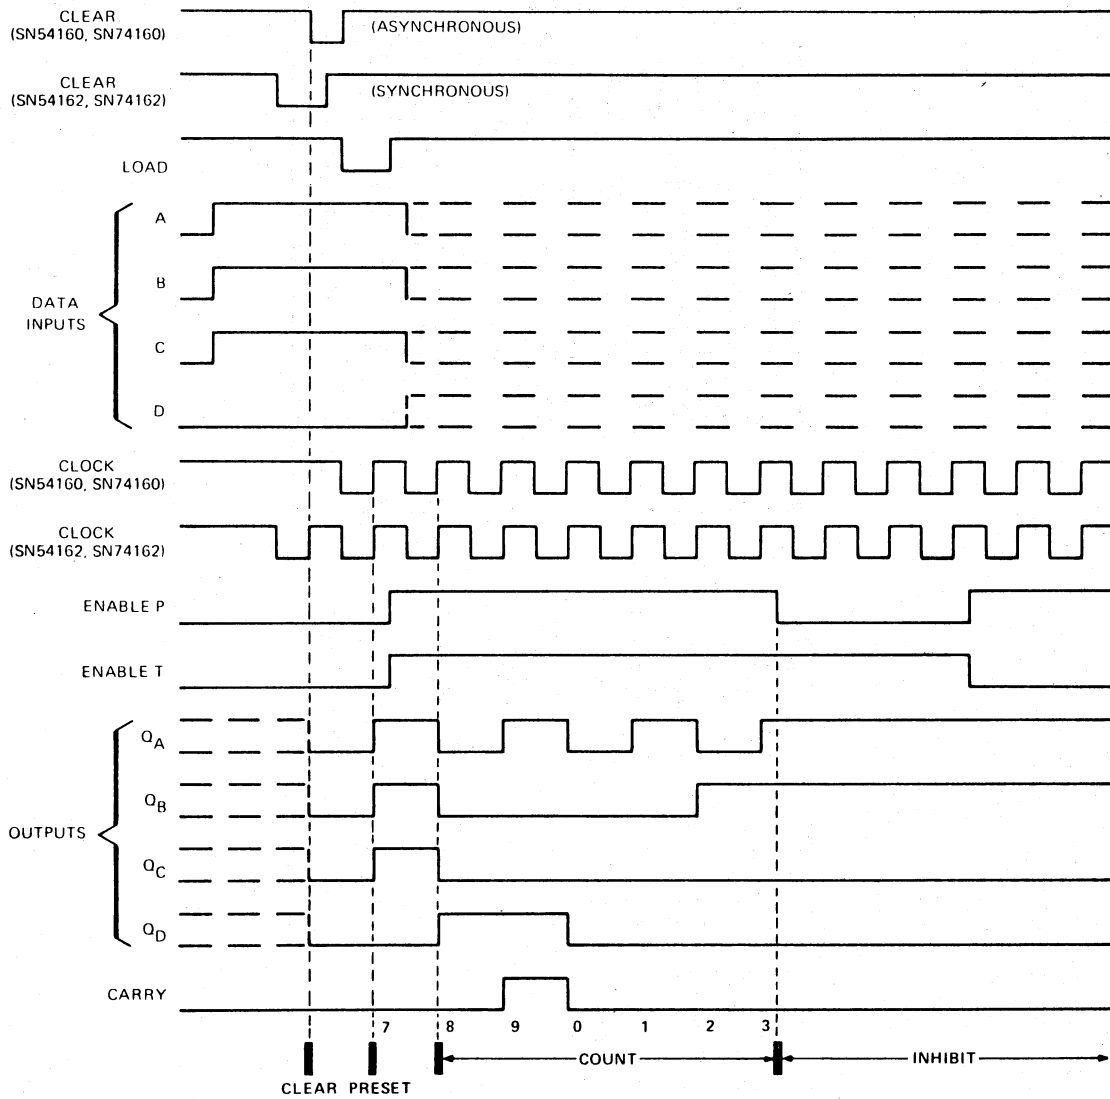 CLEAR
(SN54160, SN74160)
(ASYNCHRONOUS)
CLEAR
(SN54162, SN74162)
(SYNCHRONOUS)
LOAD
A
B
DATA
INPUTS
C
D
CLOCK
(SN54160, SN74160)
CLOCK
(SN54162, SN74162)
ENABLE P
ENABLE T
QA
QB
OUTPUTS
QC
QD
CARRY
7 8 9 0 1 2 3
COUNT
INHIBIT
CLEAR PRESET